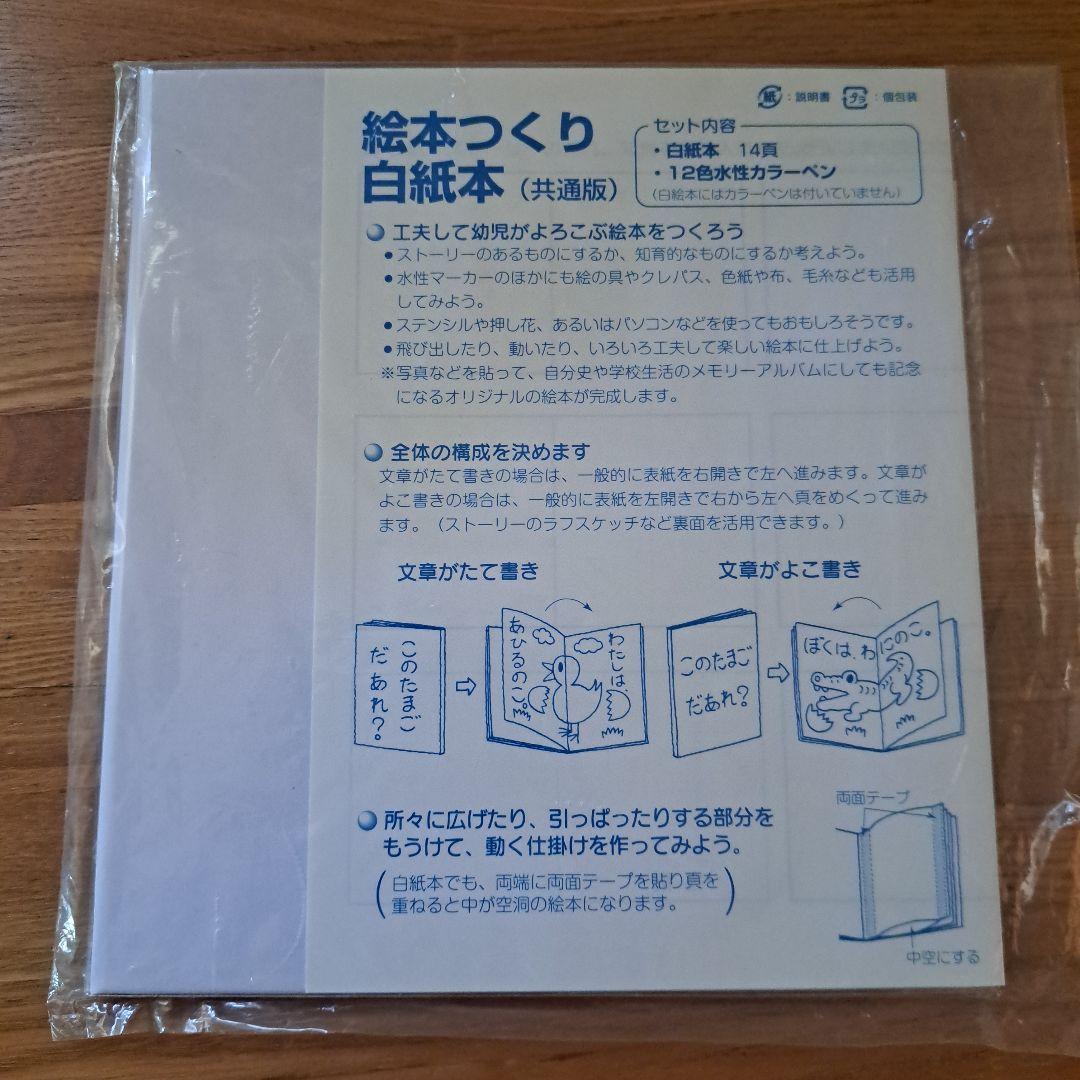 紙：説明書 プラ：個包装
絵本つくり
白紙本（共通版）
セット内容
・白紙本 14頁
・12色水性カラーペン
（白絵本にはカラーペンは付いていません）
工夫して幼児がよろこぶ絵本をつくろう
●ストーリーのあるものにするか、知育的なものにするか考えよう。
●水性マーカーのほかにも絵の具やクレパス、色紙や布、毛糸なども活用
してみよう。
●ステンシルや押し花、あるいはパソコンなどを使ってもおもしろそうです。
●飛び出したり、動いたり、いろいろ工夫して楽しい絵本に仕上げよう。
※写真などを貼って、自分史や学校生活のメモリーアルバムにしても記念
になるオリジナルの絵本が完成します。
全体の構成を決めます
文章がたて書きの場合は、一般的に表紙を右開きで左へ進みます。文章が
よこ書きの場合は、一般的に表紙を左開きで右から左へ頁をめくって進み
ます。（ストーリーのラフスケッチなど裏面を活用できます。）
文章がたて書き
このたまご
だあれ？
わたしは、
あひるのこ。
文章がよこ書き
このたまご
だあれ？
ぼくは、わにのこ。
所々に広げたり、引っぱったりする部分を
もうけて、動く仕掛けを作ってみよう。
（白紙本でも、両端に両面テープを貼り頁を
重ねると中が空洞の絵本になります。）
両面テープ
中空にする